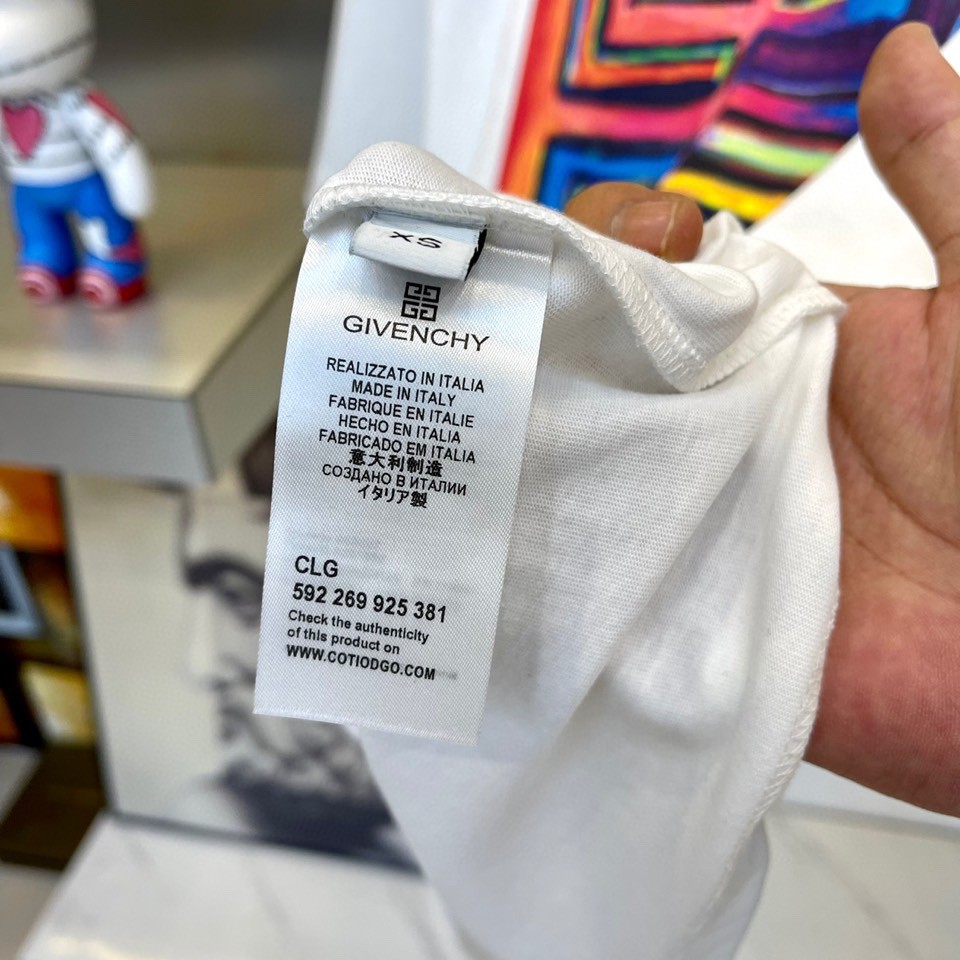 XS
GIVENCHY
REALIZZATO IN ITALIA
MADE IN ITALY
FABRIQUE EN ITALIE
HECHO EN ITALIA
FABRICADO EM ITALIA
意大利制造
СОЗДАНО В ИТАЛИИ
イタリア製
CLG
592 269 925 381
Check the authenticity
of this product on
WWW.COTIODGO.COM